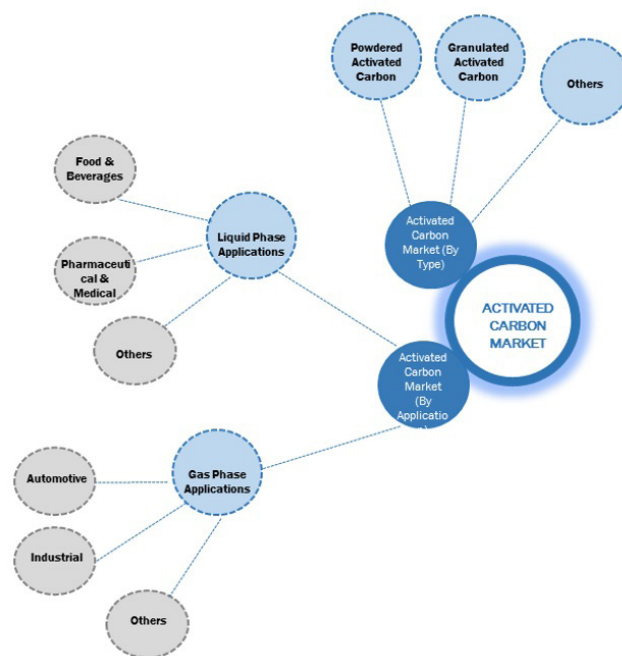 Powdered
Activated
Carbon
Granulated
Activated
Carbon
Others
Food &
Beverages
Activated
Carbon
Market (By
Type)
Liquid Phase
Applications
Pharmaceuti
cal &
Medical
ACTIVATED
CARBON
MARKET
Others
Activated
Carbon
Market
(By
Applicatio
Gas Phase
Applications
Automotive
Industrial
Others